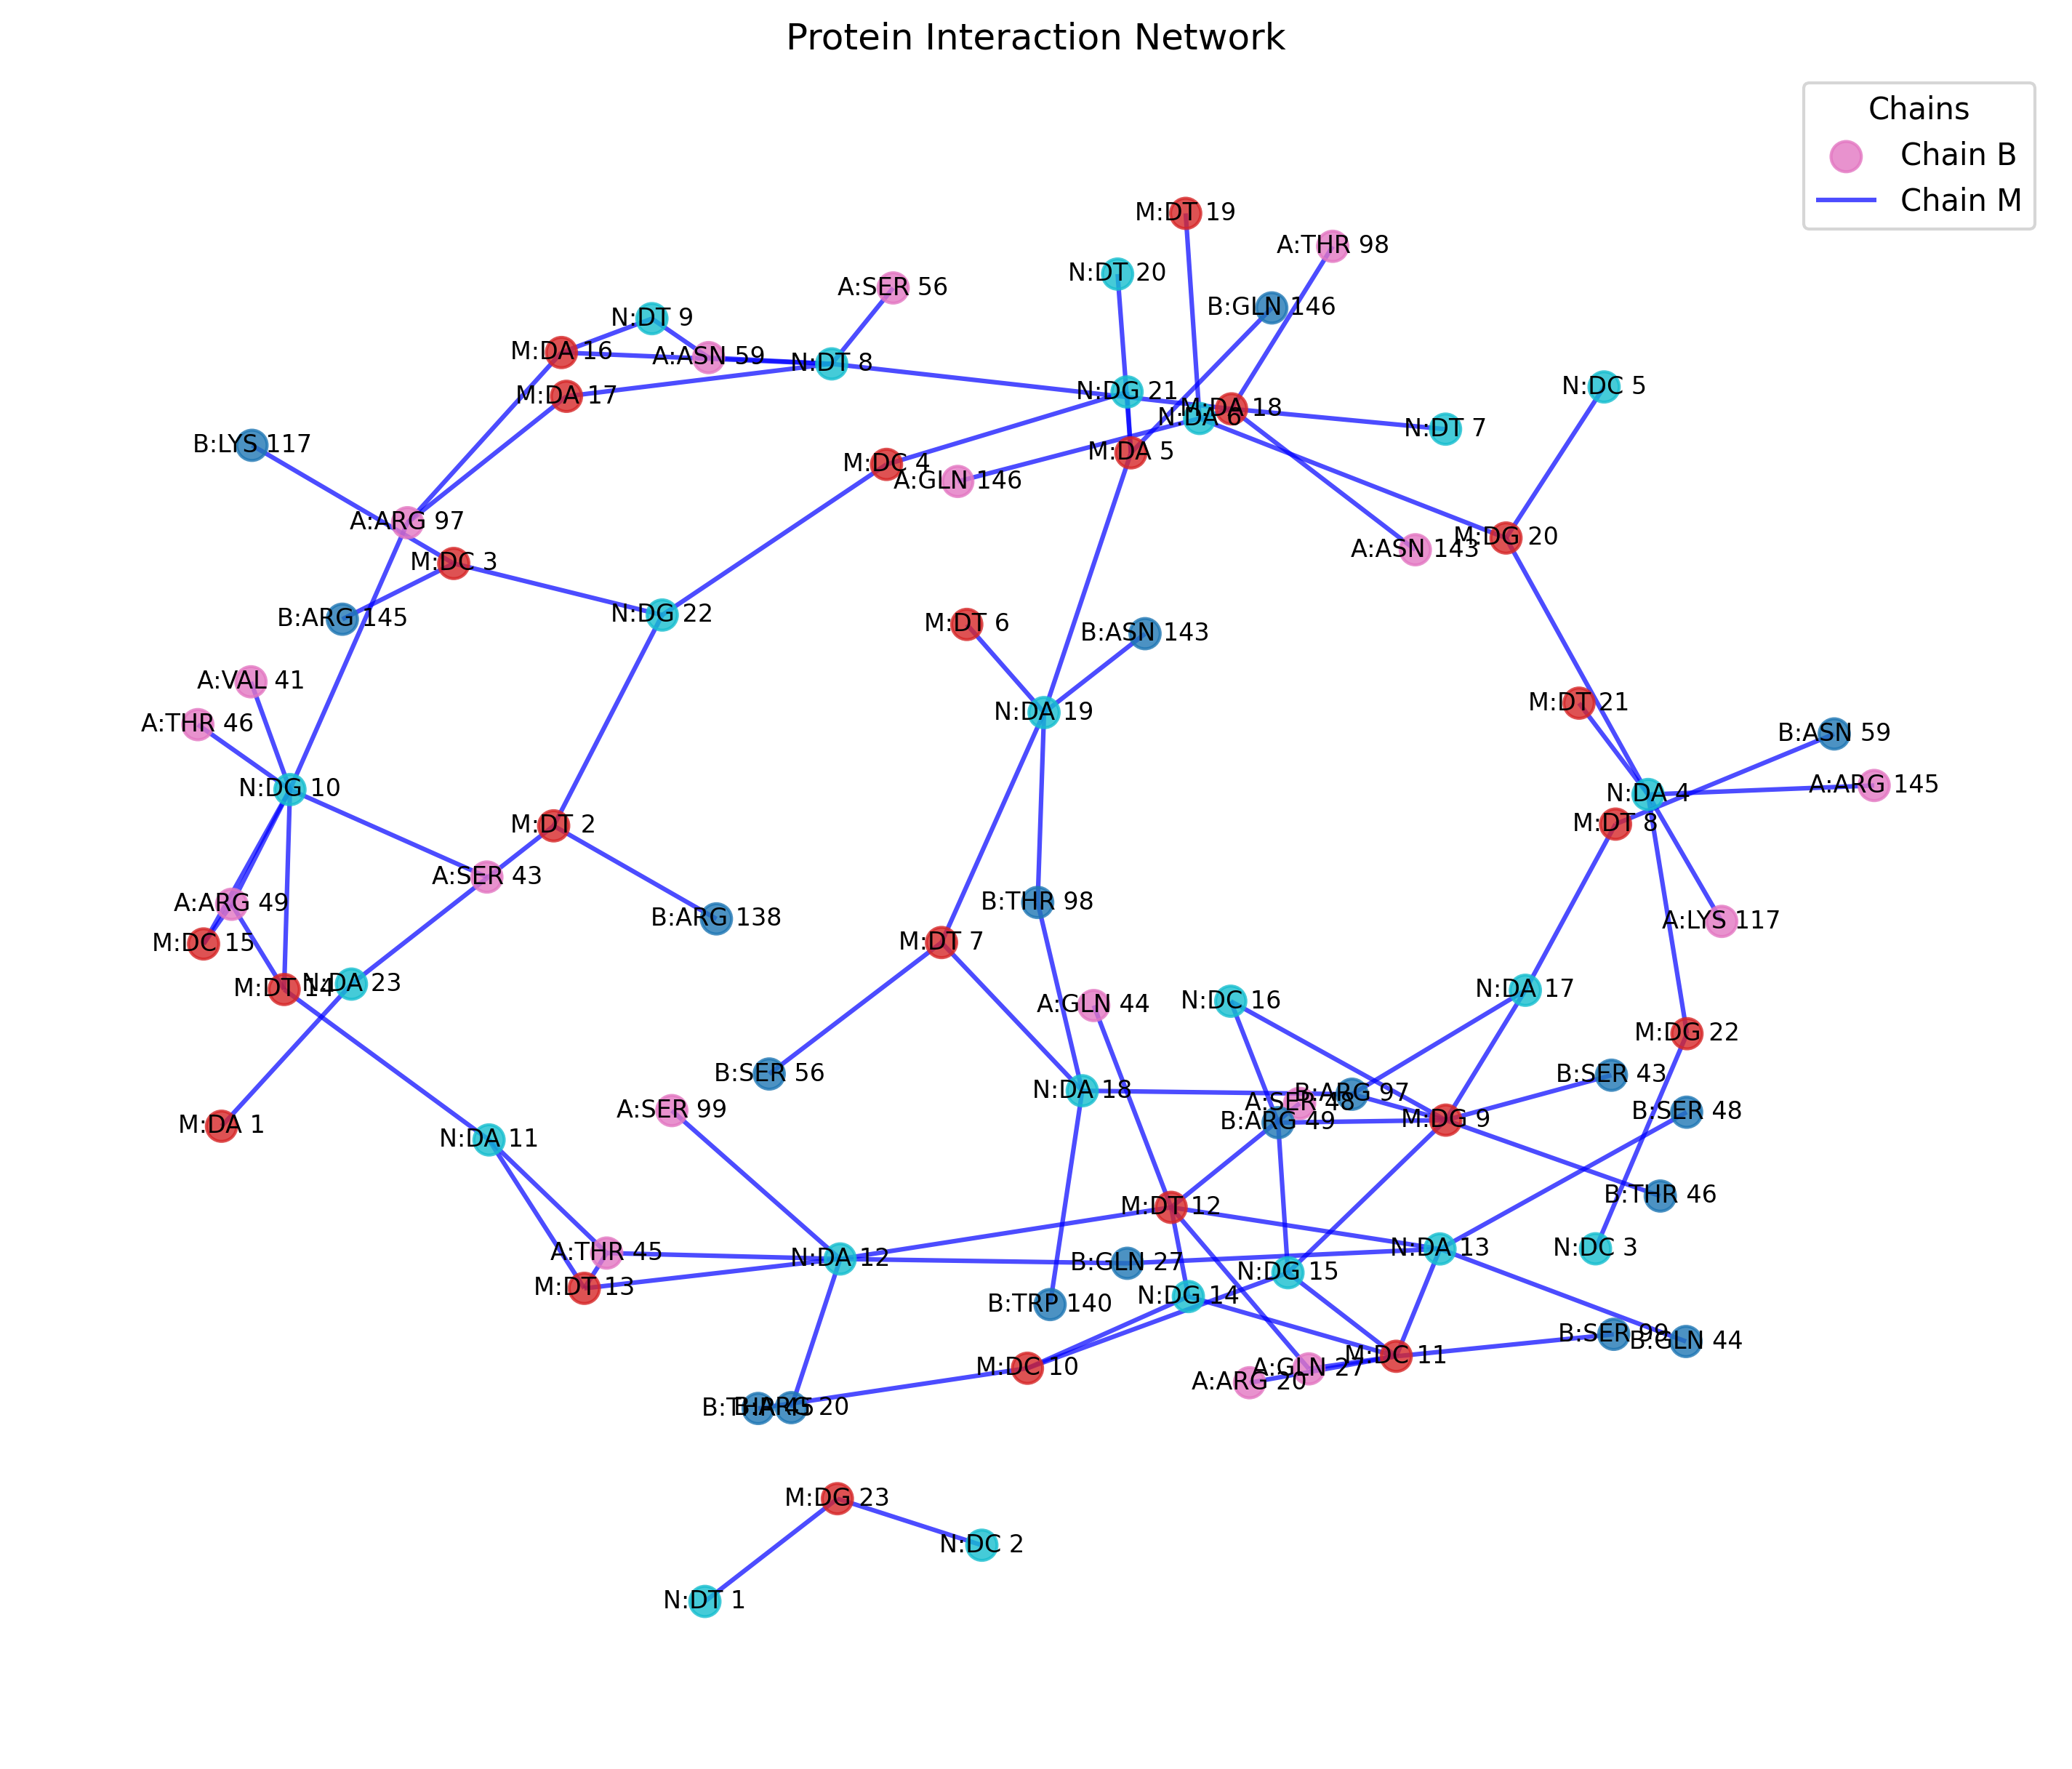 Protein Interaction Network
Chains
Chain B
Chain M
M:DT 19
A:THR 98
N:DT 20
A:SER 56
B:GLN 146
N:DT 9
M:DA 16
A:ASN 59
N:DT 8
N:DC 5
N:DG 21
M:DA 17
M:DA 18
N:DA 6
N:DT 7
B:LYS 117
M:DA 5
M:DC 4
A:GLN 146
A:ARG 97
M:DG 20
A:ASN 143
M:DC 3
N:DG 22
B:ARG 145
M:DT 6
B:ASN 143
A:VAL 41
M:DT 21
N:DA 19
A:THR 46
B:ASN 59
A:ARG 145
N:DG 10
N:DA 4
M:DT 2
M:DT 8
A:SER 43
B:THR 98
A:ARG 49
B:ARG 138
A:LYS 117
M:DT 7
M:DC 15
N:DA 23
M:DT 14
N:DA 17
N:DC 16
A:GLN 44
M:DG 22
B:SER 56
B:SER 43
N:DA 18
B:ARG 97
A:SER 48
A:SER 99
B:SER 48
M:DG 9
B:ARG 49
M:DA 1
N:DA 11
B:THR 46
M:DT 12
N:DC 3
N:DA 13
A:THR 45
N:DA 12
B:GLN 27
N:DG 15
M:DT 13
N:DG 14
B:TRP 140
B:SER 99
B:GLN 44
M:DC 11
M:DC 10
A:GLN 27
A:ARG 20
B:THR 45
B:ARG 20
M:DG 23
N:DC 2
N:DT 1